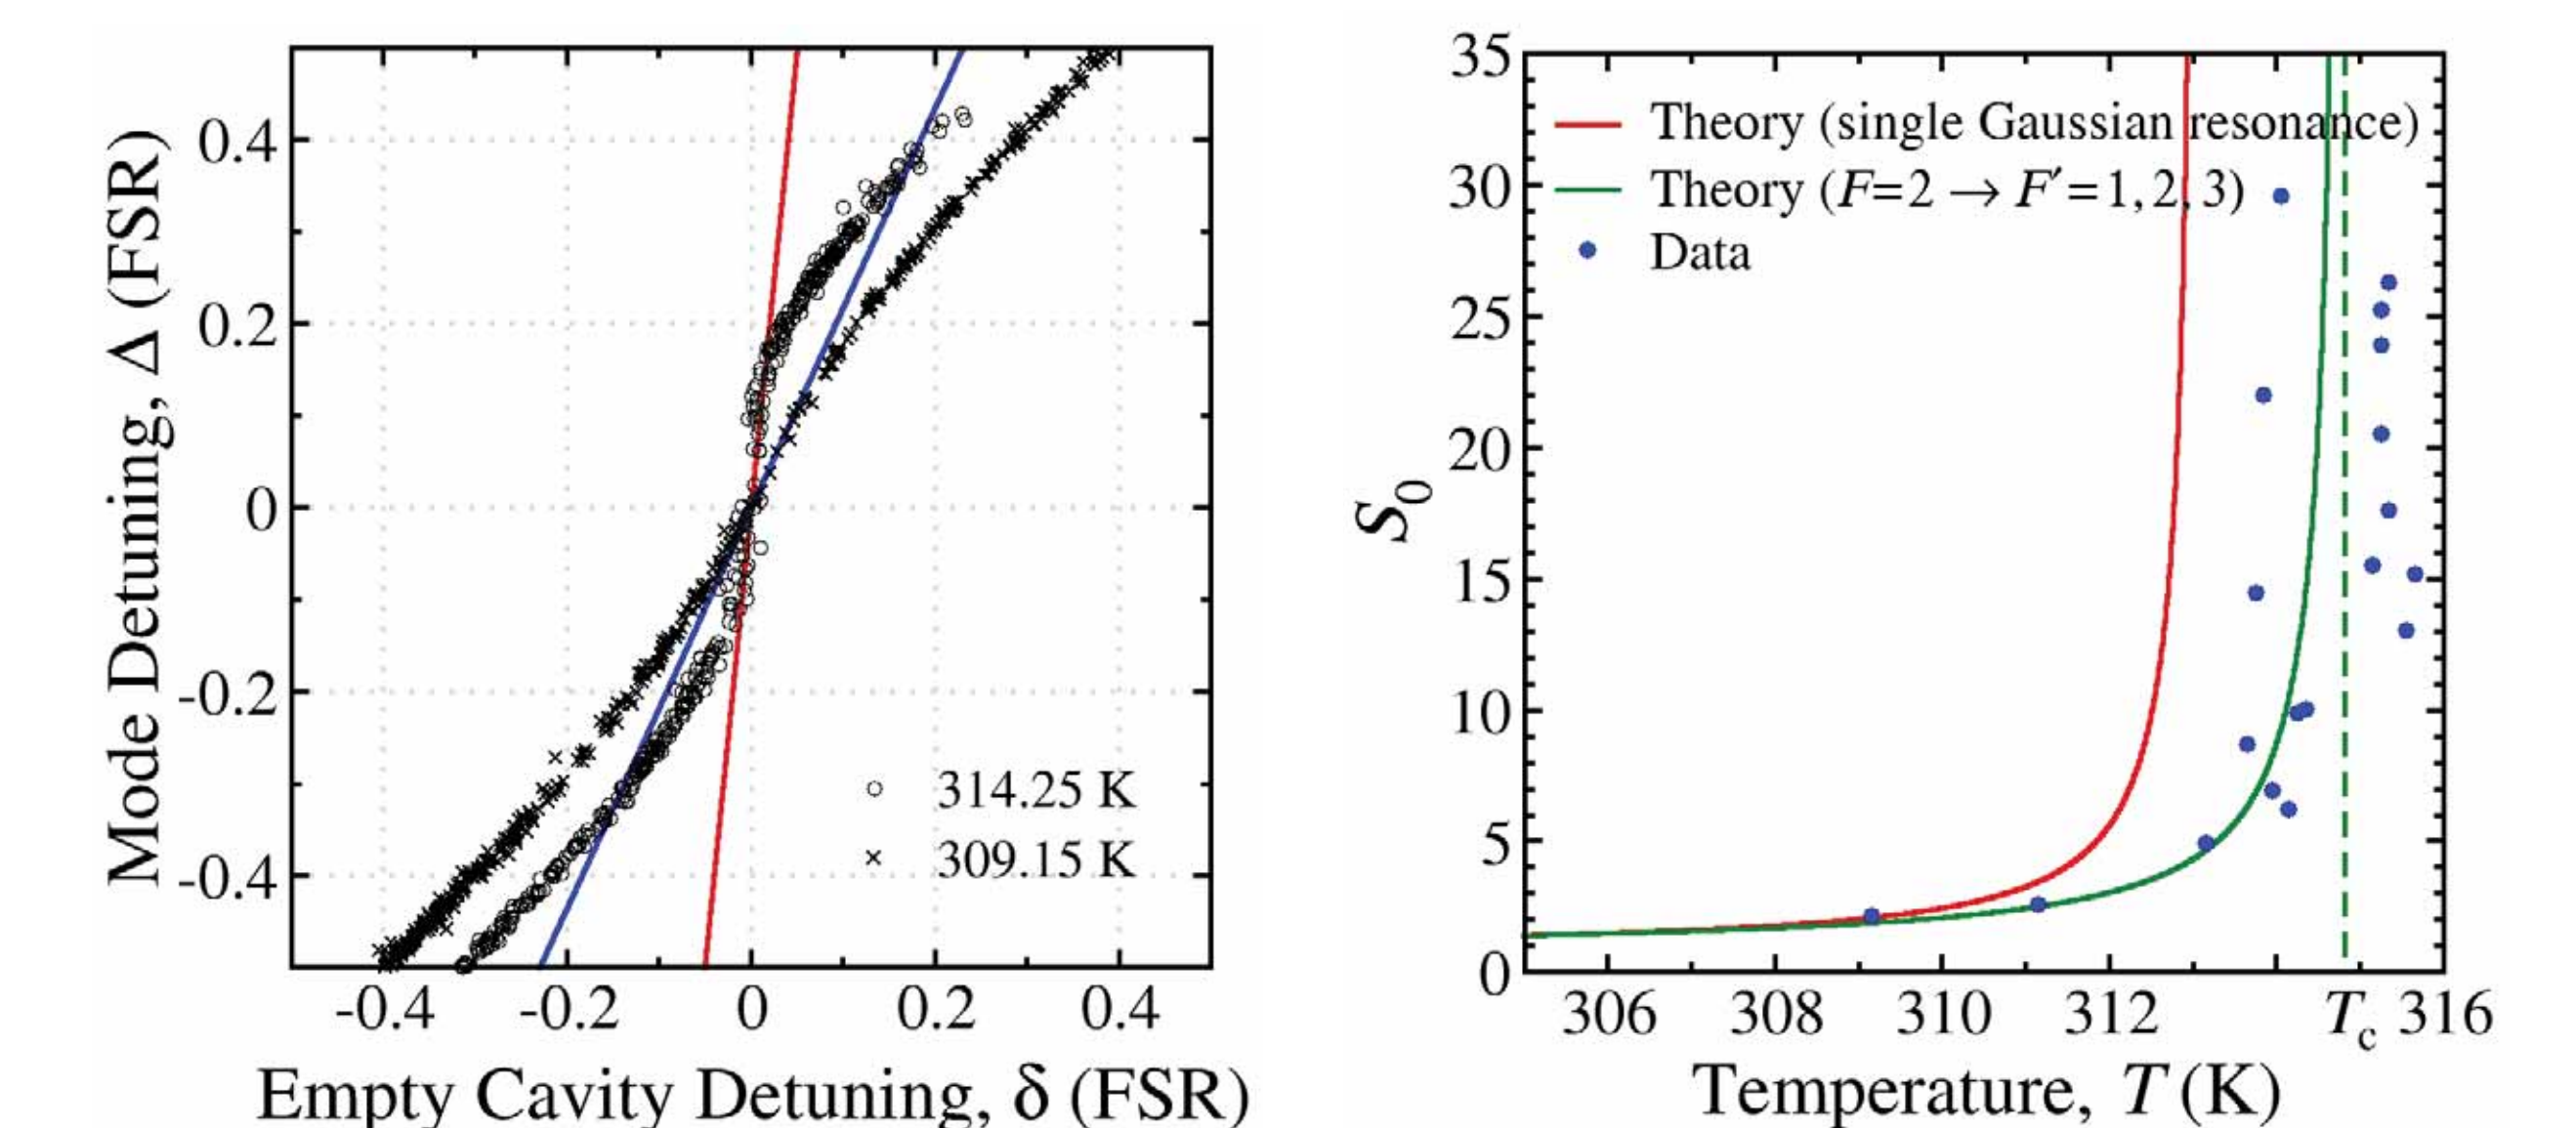 Mode Detuning, Δ (FSR)
0.4
0.2
0
-0.2
-0.4
314.25 K
309.15 K
-0.4 -0.2 0 0.2 0.4
Empty Cavity Detuning, δ (FSR)
S0
35
30
25
20
15
10
5
0
Theory (single Gaussian resonance)
Theory (F=2 → F′=1, 2, 3)
Data
306 308 310 312 Tc 316
Temperature, T (K)